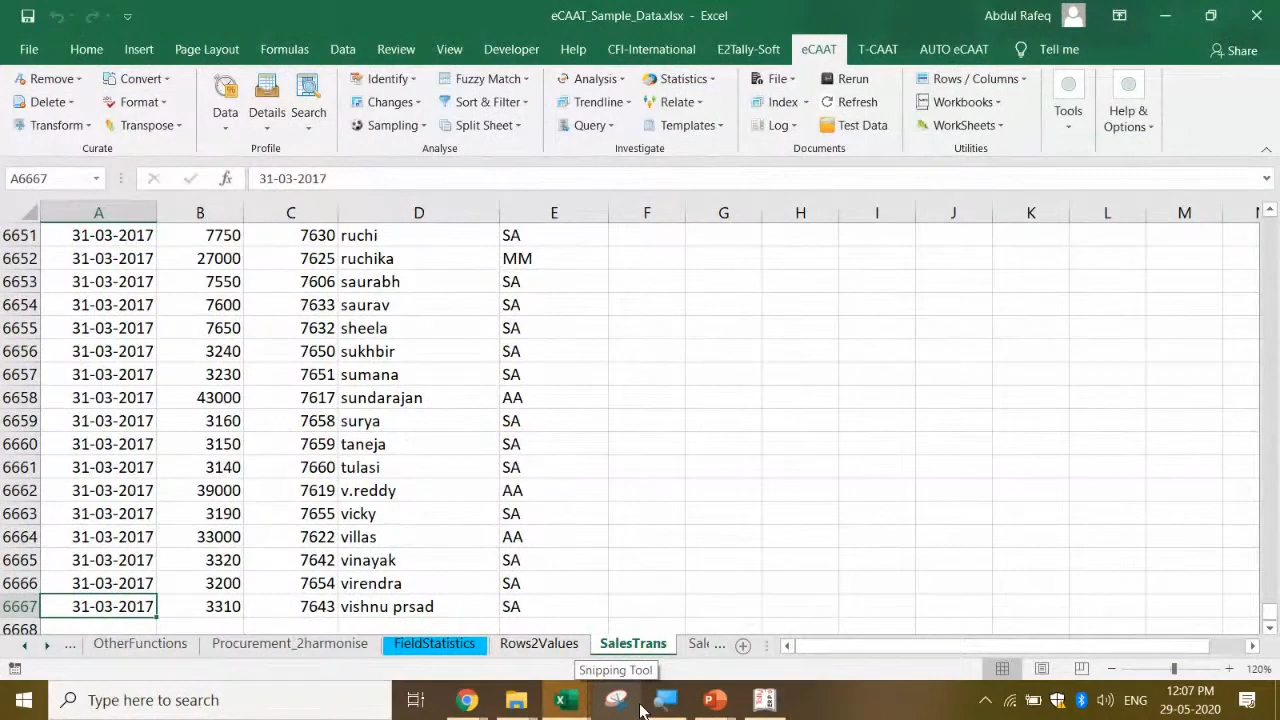 eCAAT_Sample_Data.xlsx - Excel
Abdul Rafeq
File Home Insert Page Layout Formulas Data Review View Developer Help CFI-International E2Tally-Soft eCAAT T-CAAT AUTO eCAAT Tell me Share
Remove Convert Identify Fuzzy Match Analysis Statistics File Rerun Rows / Columns
Delete Format Data Details Search Changes Sort & Filter Trendline Relate Index Refresh Workbooks Tools Help & Options
Transform Transpose Sampling Split Sheet Query Templates Log Test Data WorkSheets
Curate Profile Analyse Investigate Documents Utilities
A6667 fx 31-03-2017
A B C D E F G H I J K L M
6651 31-03-2017 7750 7630 ruchi SA
6652 31-03-2017 27000 7625 ruchika MM
6653 31-03-2017 7550 7606 saurabh SA
6654 31-03-2017 7600 7633 saurav SA
6655 31-03-2017 7650 7632 sheela SA
6656 31-03-2017 3240 7650 sukhbir SA
6657 31-03-2017 3230 7651 sumana SA
6658 31-03-2017 43000 7617 sundarajan AA
6659 31-03-2017 3160 7658 surya SA
6660 31-03-2017 3150 7659 taneja SA
6661 31-03-2017 3140 7660 tulasi SA
6662 31-03-2017 39000 7619 v.reddy AA
6663 31-03-2017 3190 7655 vicky SA
6664 31-03-2017 33000 7622 villas AA
6665 31-03-2017 3320 7642 vinayak SA
6666 31-03-2017 3200 7654 virendra SA
6667 31-03-2017 3310 7643 vishnu prsad SA
6668
... OtherFunctions Procurement_2harmonise FieldStatistics Rows2Values SalesTrans Sale ...
Snipping Tool
120%
Type here to search
ENG
12:07 PM
29-05-2020